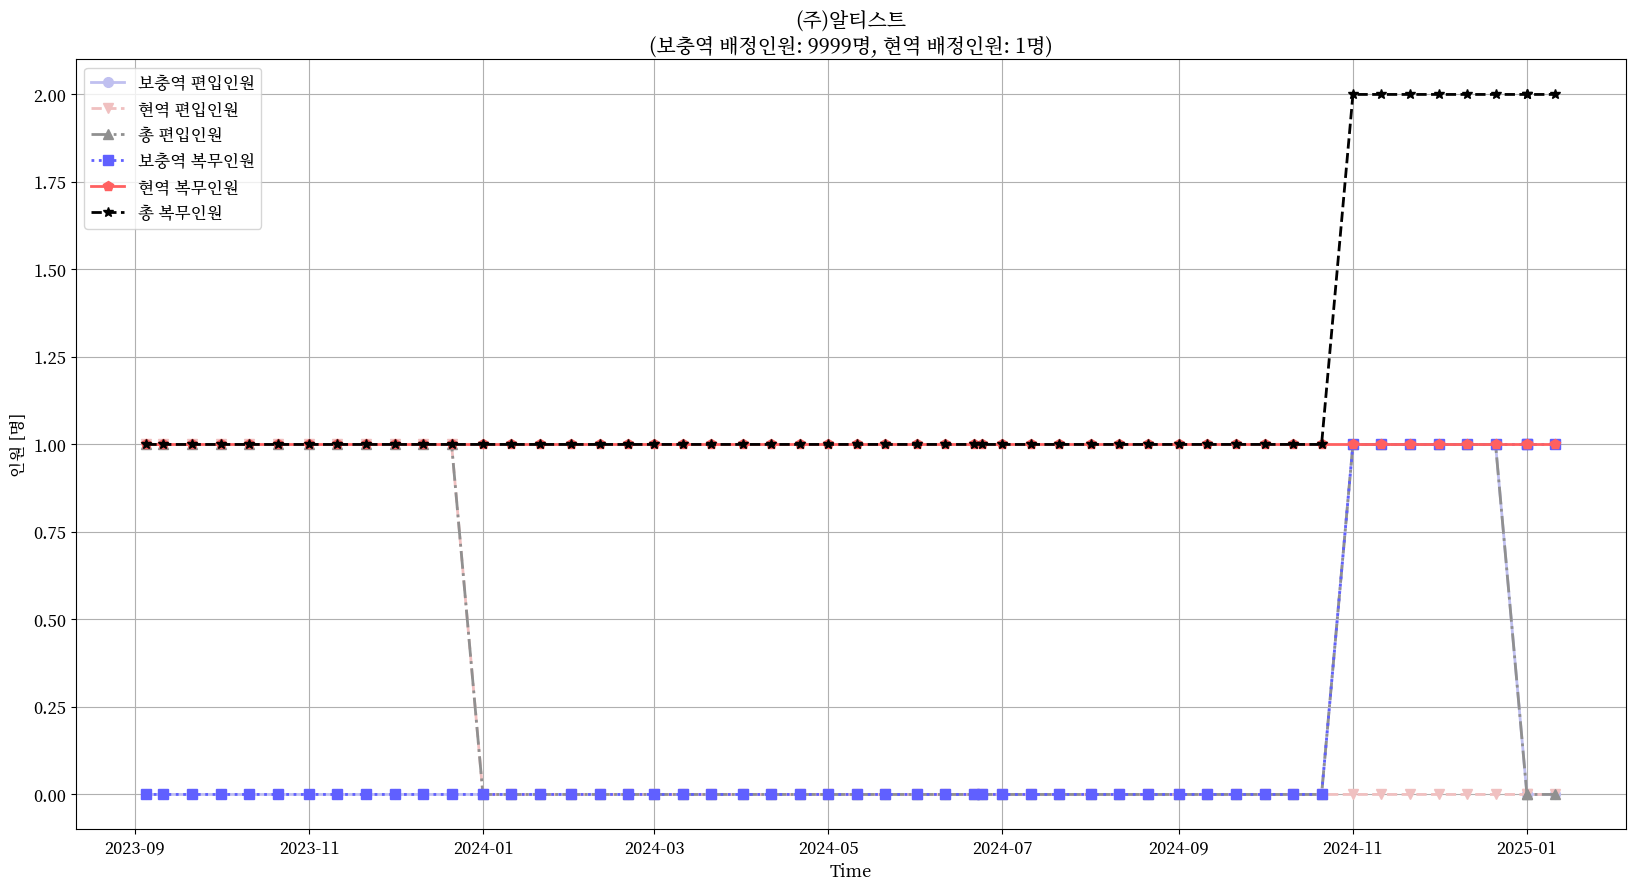 (주)알티스트
(보충역 배정인원: 9999명, 현역 배정인원: 1명)
보충역 편입인원
현역 편입인원
총 편입인원
보충역 복무인원
현역 복무인원
총 복무인원
2.00
1.75
1.50
1.25
1.00
0.75
0.50
0.25
0.00
인원 [명]
2023-09 2023-11 2024-01 2024-03 2024-05 2024-07 2024-09 2024-11 2025-01
Time